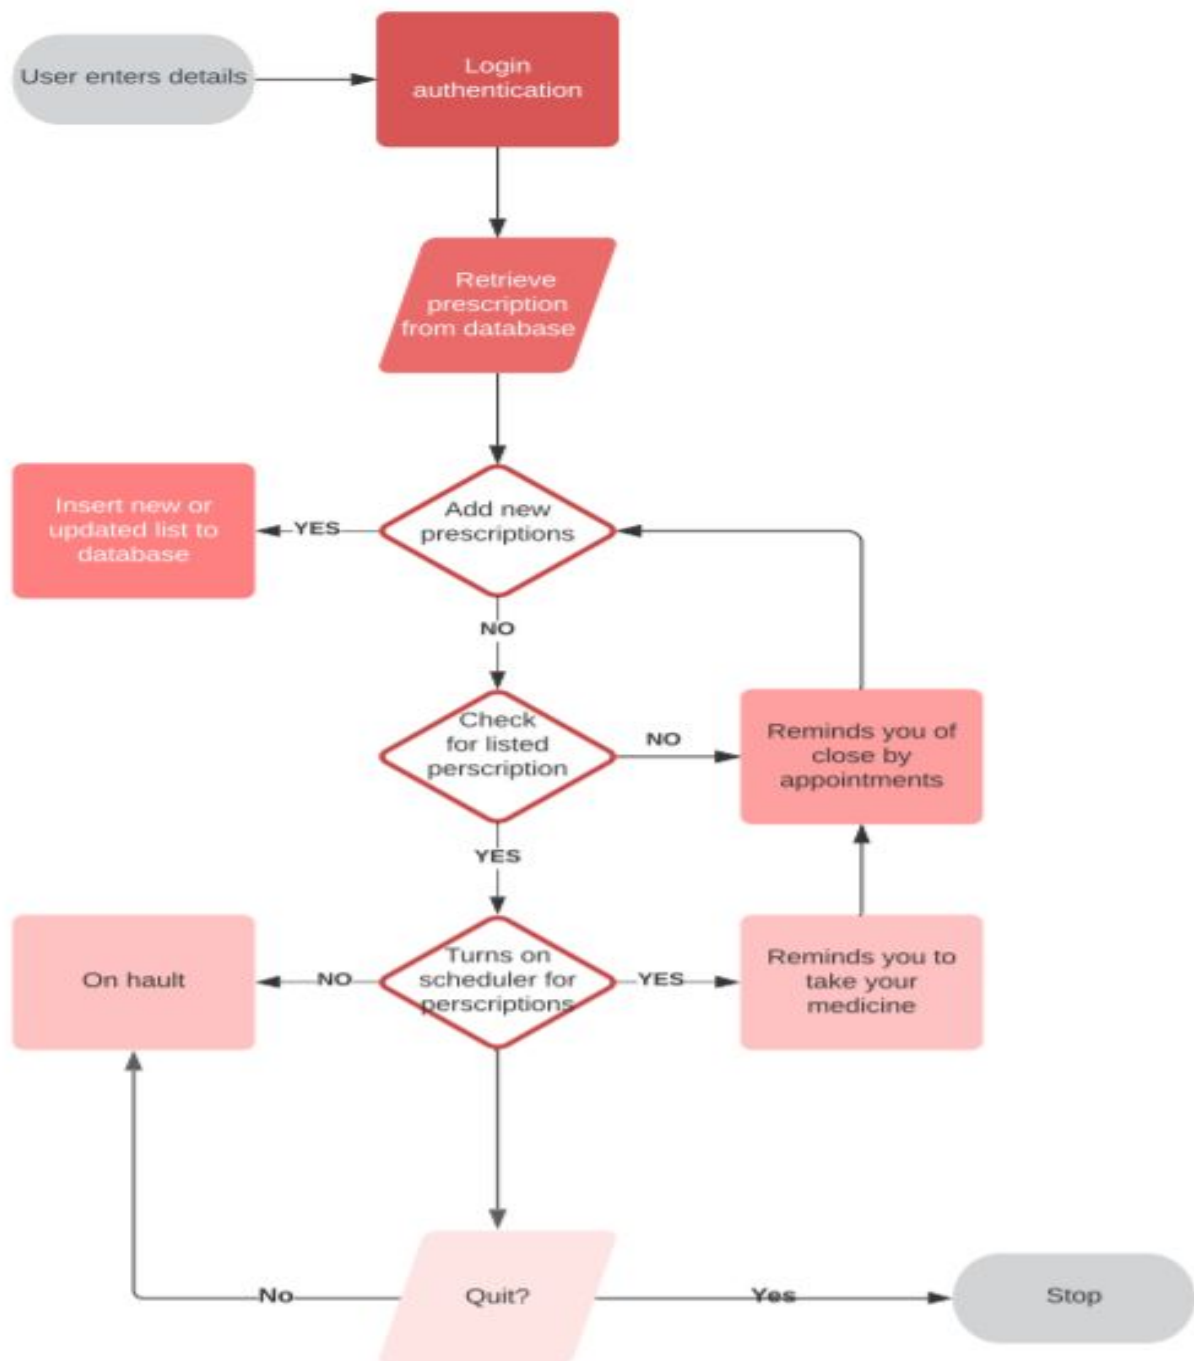 User enters details
Login
authentication
Retrieve
prescription
from database
Add new
prescriptions
YES
Insert new or
updated list to
database
NO
Check
for listed
perscription
NO
Reminds you of
close by
appointments
YES
Turns on
scheduler for
perscriptions
NO
On hault
YES
Reminds you to
take your
medicine
Quit?
No
Yes
Stop